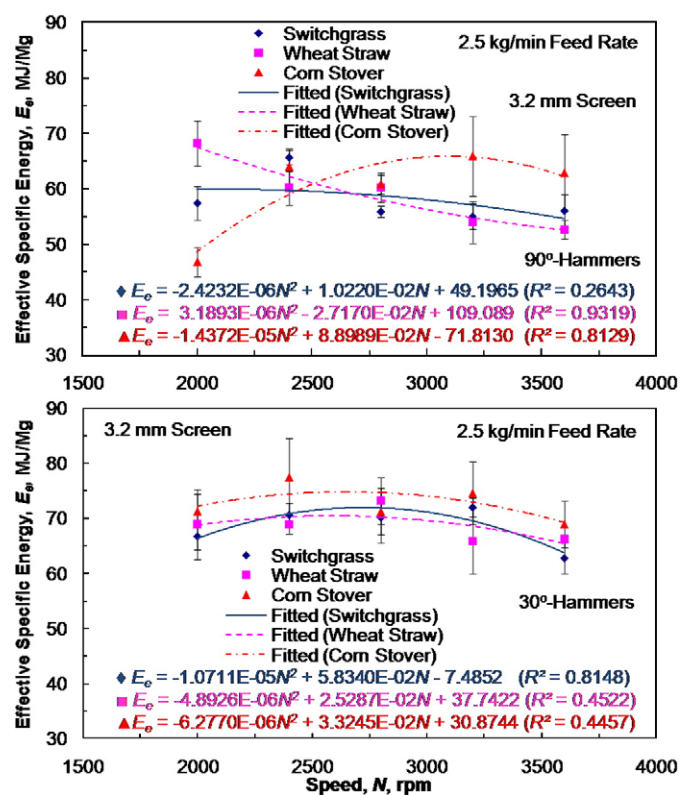 90
80
70
60
50
40
30
1500
2000
2500
3000
3500
4000
Effective Specific Energy, Ee, MJ/Mg
Switchgrass
Wheat Straw
Corn Stover
Fitted (Switchgrass)
Fitted (Wheat Straw)
Fitted (Corn Stover)
2.5 kg/min Feed Rate
3.2 mm Screen
90º-Hammers
Ee = -2.4232E-06N² + 1.0220E-02N + 49.1965 (R² = 0.2643)
Ee = 3.1893E-06N² - 2.7170E-02N + 109.089 (R² = 0.9319)
Ee = -1.4372E-05N² + 8.8989E-02N - 71.8130 (R² = 0.8129)
90
80
70
60
50
40
30
1500
2000
2500
3000
3500
4000
Effective Specific Energy, Ee, MJ/Mg
3.2 mm Screen
2.5 kg/min Feed Rate
Switchgrass
Wheat Straw
Corn Stover
Fitted (Switchgrass)
Fitted (Wheat Straw)
Fitted (Corn Stover)
30º-Hammers
Ee = -1.0711E-05N² + 5.8340E-02N - 7.4852 (R² = 0.8148)
Ee = -4.8926E-06N² + 2.5287E-02N + 37.7422 (R² = 0.4522)
Ee = -6.2770E-06N² + 3.3245E-02N + 30.8744 (R² = 0.4457)
Speed, N, rpm